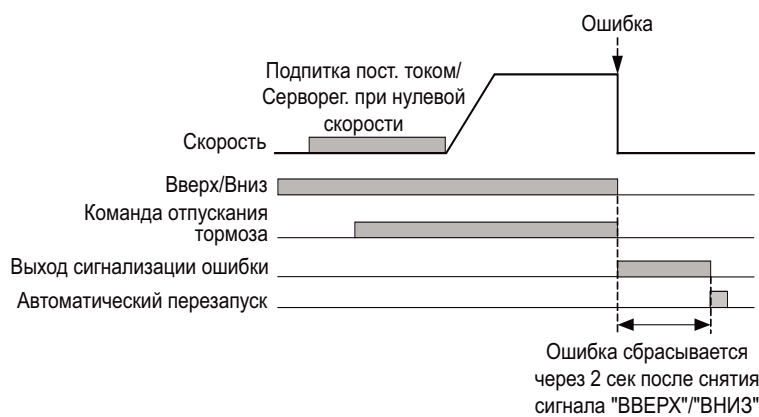 Ошибка
Подпитка пост. током/
Серворег. при нулевой
скорости
Скорость
Вверх/Вниз
Команда отпускания
тормоза
Выход сигнализации ошибки
Автоматический перезапуск
Ошибка сбрасывается
через 2 сек после снятия
сигнала "ВВЕРХ"/"ВНИЗ"